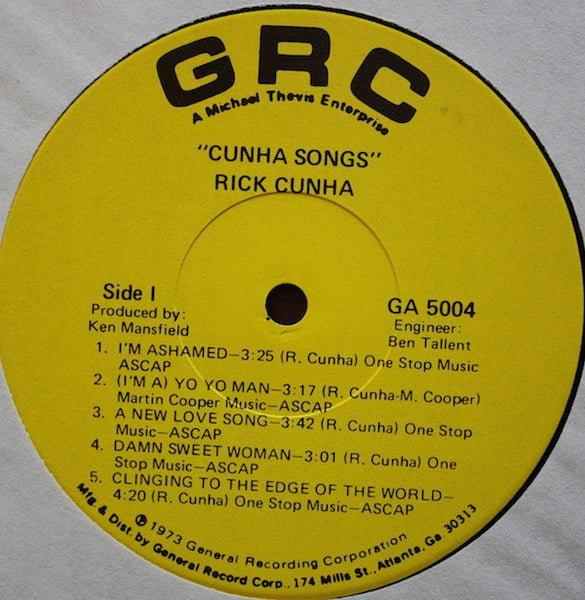 GRC
A Michael Thevis Enterprise
"CUNHA SONGS"
RICK CUNHA
Side I
Produced by:
Ken Mansfield
GA 5004
Engineer:
Ben Tallent
1. I'M ASHAMED–3:25 (R. Cunha) One Stop Music
ASCAP
2. (I'M A) YO YO MAN–3:17 (R. Cunha-M. Cooper)
Martin Cooper Music–ASCAP
3. A NEW LOVE SONG–3:42 (R. Cunha) One Stop
Music–ASCAP
4. DAMN SWEET WOMAN–3:01 (R. Cunha) One
Stop Music–ASCAP
5. CLINGING TO THE EDGE OF THE WORLD–
4:20 (R. Cunha) One Stop Music–ASCAP
℗ 1973 General Recording Corporation
Mfg. & Dist. by General Record Corp., 174 Mills St., Atlanta, Ga. 30313